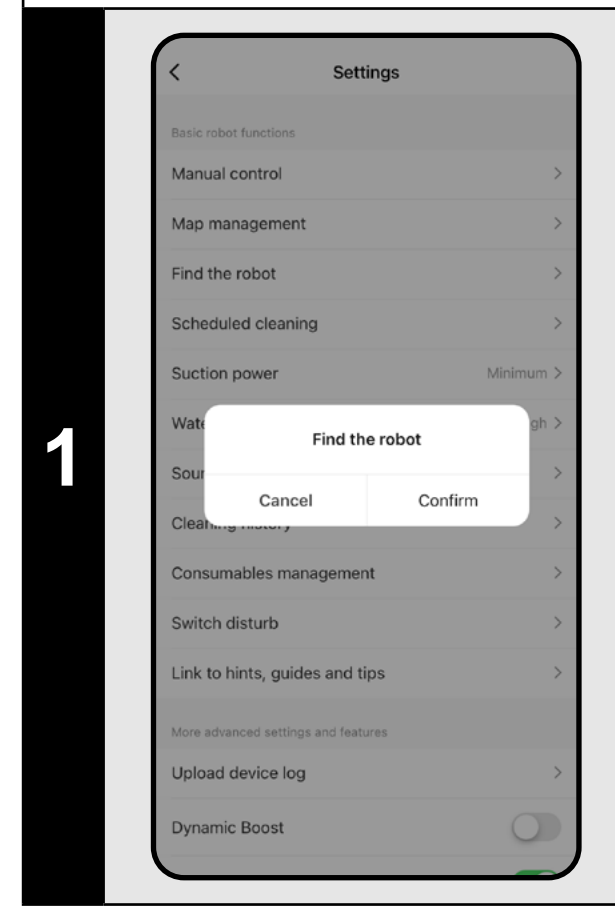 1
Settings
Basic robot functions
Manual control
Map management
Find the robot
Scheduled cleaning
Suction power Minimum
Find the robot
Cancel Confirm
Consumables management
Switch disturb
Link to hints, guides and tips
More advanced settings and features
Upload device log
Dynamic Boost